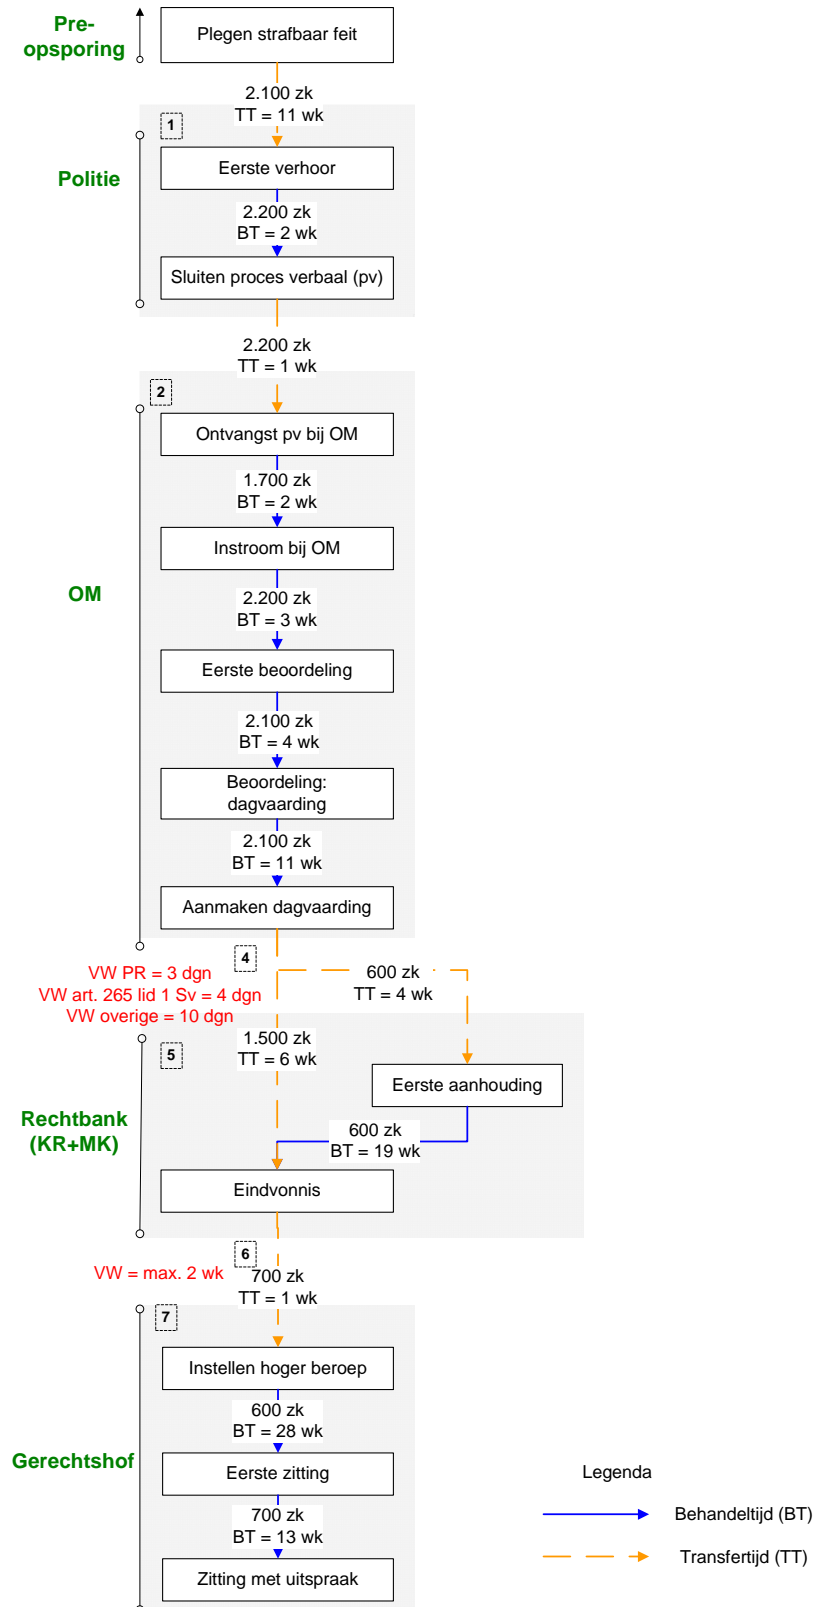 Pre-
opsporing
Plegen strafbaar feit
2.100 zk
TT = 11 wk
1
Politie
Eerste verhoor
2.200 zk
BT = 2 wk
Sluiten proces verbaal (pv)
2.200 zk
TT = 1 wk
2
OM
Ontvangst pv bij OM
1.700 zk
BT = 2 wk
Instroom bij OM
2.200 zk
BT = 3 wk
Eerste beoordeling
2.100 zk
BT = 4 wk
Beoordeling:
dagvaarding
2.100 zk
BT = 11 wk
Aanmaken dagvaarding
4
VW PR = 3 dgn
VW art. 265 lid 1 Sv = 4 dgn
VW overige = 10 dgn
600 zk
TT = 4 wk
1.500 zk
TT = 6 wk
5
Rechtbank
(KR+MK)
Eerste aanhouding
600 zk
BT = 19 wk
Eindvonnis
6
VW = max. 2 wk
700 zk
TT = 1 wk
7
Gerechtshof
Instellen hoger beroep
600 zk
BT = 28 wk
Eerste zitting
700 zk
BT = 13 wk
Zitting met uitspraak
Legenda
Behandeltijd (BT)
Transfertijd (TT)